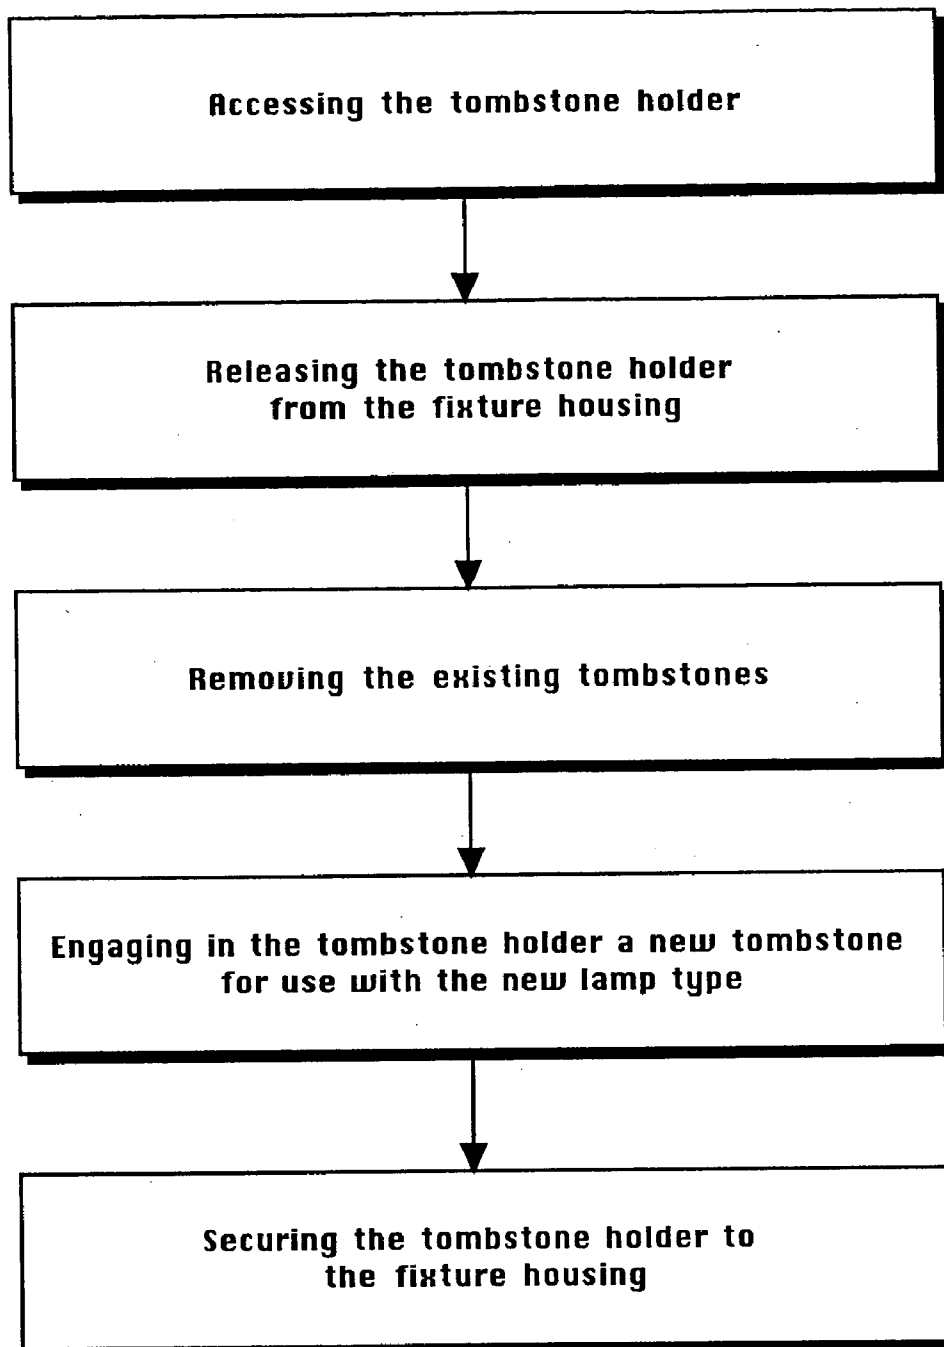 Accessing the tombstone holder
Releasing the tombstone holder
from the fixture housing
Removing the existing tombstones
Engaging in the tombstone holder a new tombstone
for use with the new lamp type
Securing the tombstone holder to
the fixture housing